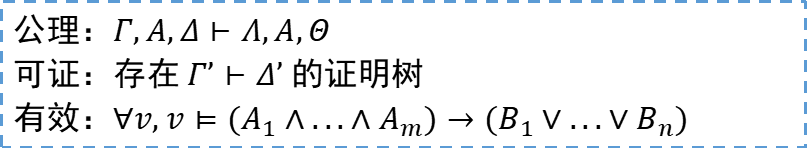 公理：Γ, A, Δ ⊢ Λ, A, Θ
可证：存在 Γ’ ⊢ Δ’ 的证明树
有效：∀v, v ⊨ (A₁ ∧ ... ∧ Aₘ) → (B₁ ∨ ... ∨ Bₙ)